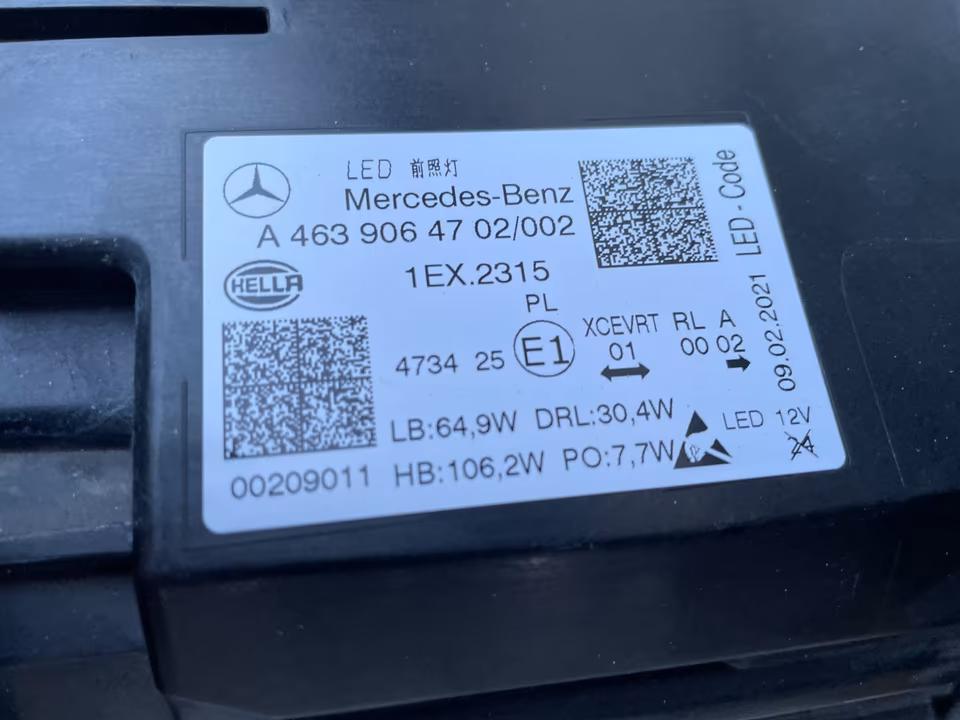 LED 前照灯
Mercedes-Benz
A 463 906 47 02/002
HELLA
1EX.2315
PL
4734 25 E1
XCEVRT RL A
01 00 02
LB:64,9W DRL:30,4W
HB:106,2W PO:7,7W
00209011
LED 12V
24
LED - Code
09.02.2021